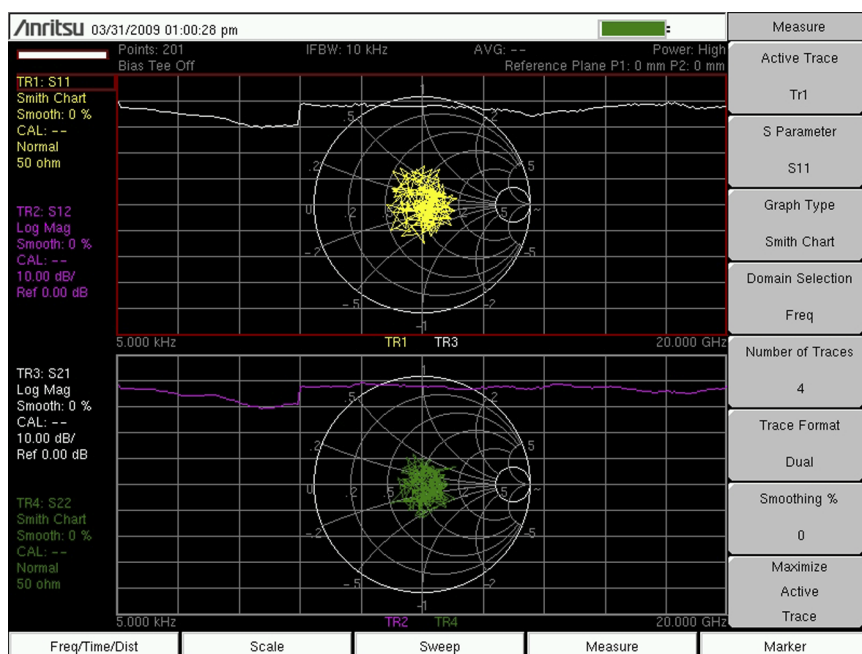 Anritsu 03/31/2009 01:00:28 pm
Points: 201 IFBW: 10 kHz AVG: -- Power: High
Bias Tee Off Reference Plane P1: 0 mm P2: 0 mm
TR1: S11
Smith Chart
Smooth: 0 %
CAL: --
Normal
50 ohm
TR2: S12
Log Mag
Smooth: 0 %
CAL: --
10.00 dB/
Ref 0.00 dB
5.000 kHz TR1 TR3 20.000 GHz
TR3: S21
Log Mag
Smooth: 0 %
CAL: --
10.00 dB/
Ref 0.00 dB
TR4: S22
Smith Chart
Smooth: 0 %
CAL: --
Normal
50 ohm
5.000 kHz TR2 TR4 20.000 GHz
Measure
Active Trace
Tr1
S Parameter
S11
Graph Type
Smith Chart
Domain Selection
Freq
Number of Traces
4
Trace Format
Dual
Smoothing %
0
Maximize
Active
Trace
Freq/Time/Dist Scale Sweep Measure Marker